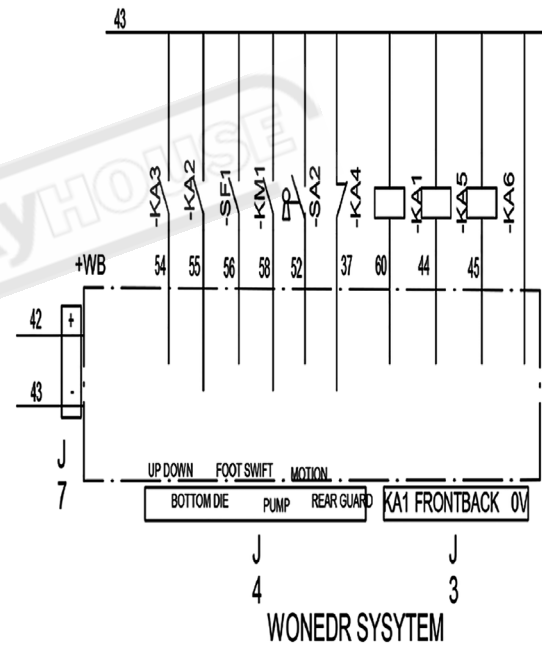 43
-KA3 -KA2 -SF1 -KM1 -SA2 -KA4 -KA1 -KA5 -KA6
+WB 54 55 56 58 52 37 60 44 45
42 +
43 -
J
7
UP DOWN FOOT SWIFT MOTION
BOTTOM DIE PUMP REAR GUARD KA1 FRONTBACK 0V
J J
4 3
WONEDR SYSYTEM